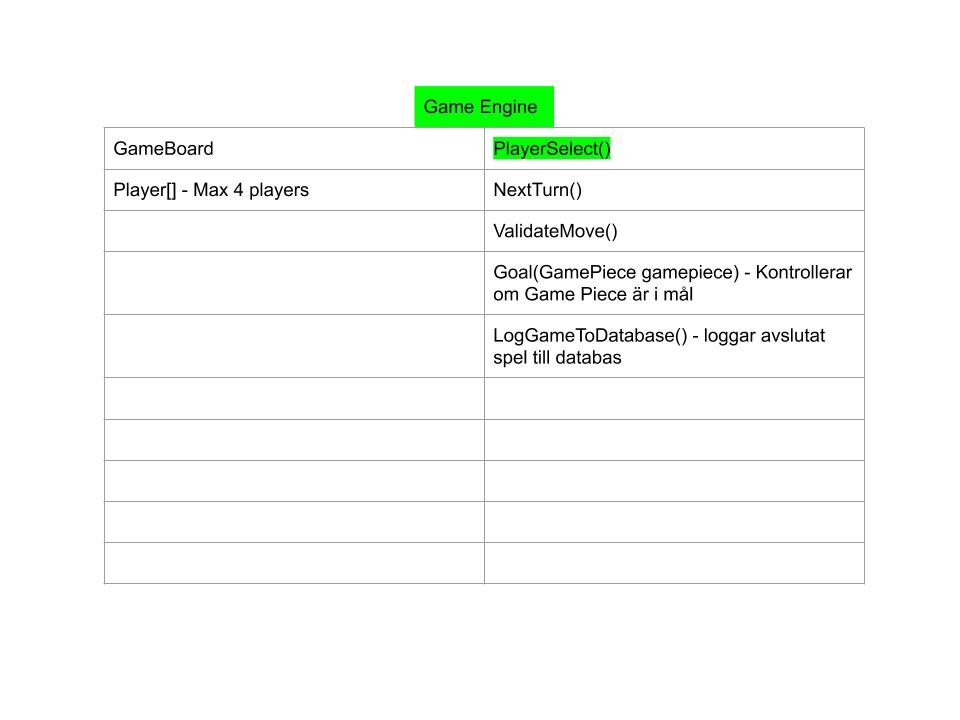 Game Engine
GameBoard
PlayerSelect()
Player[] - Max 4 players
NextTurn()
ValidateMove()
Goal(GamePiece gamepiece) - Kontrollerar
om Game Piece är i mål
LogGameToDatabase() - loggar avslutat
spel till databas